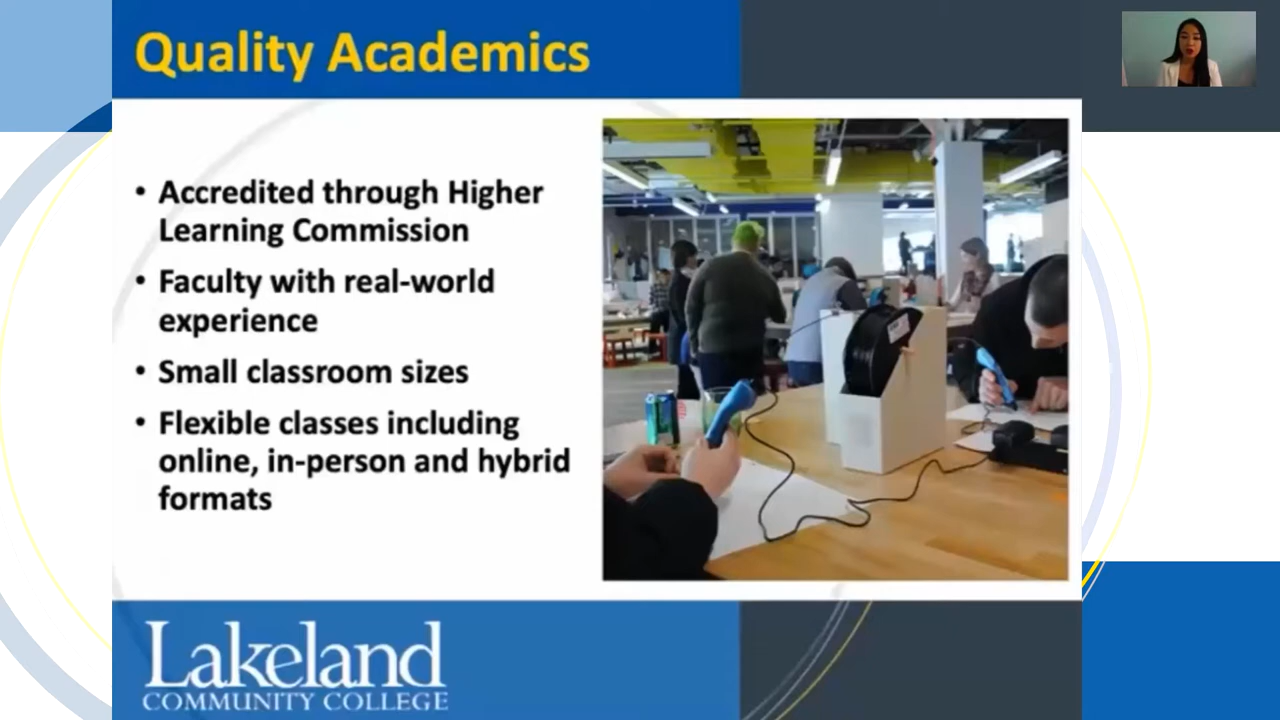 Quality Academics
• Accredited through Higher
Learning Commission
• Faculty with real-world
experience
• Small classroom sizes
• Flexible classes including
online, in-person and hybrid
formats
Lakeland
COMMUNITY COLLEGE